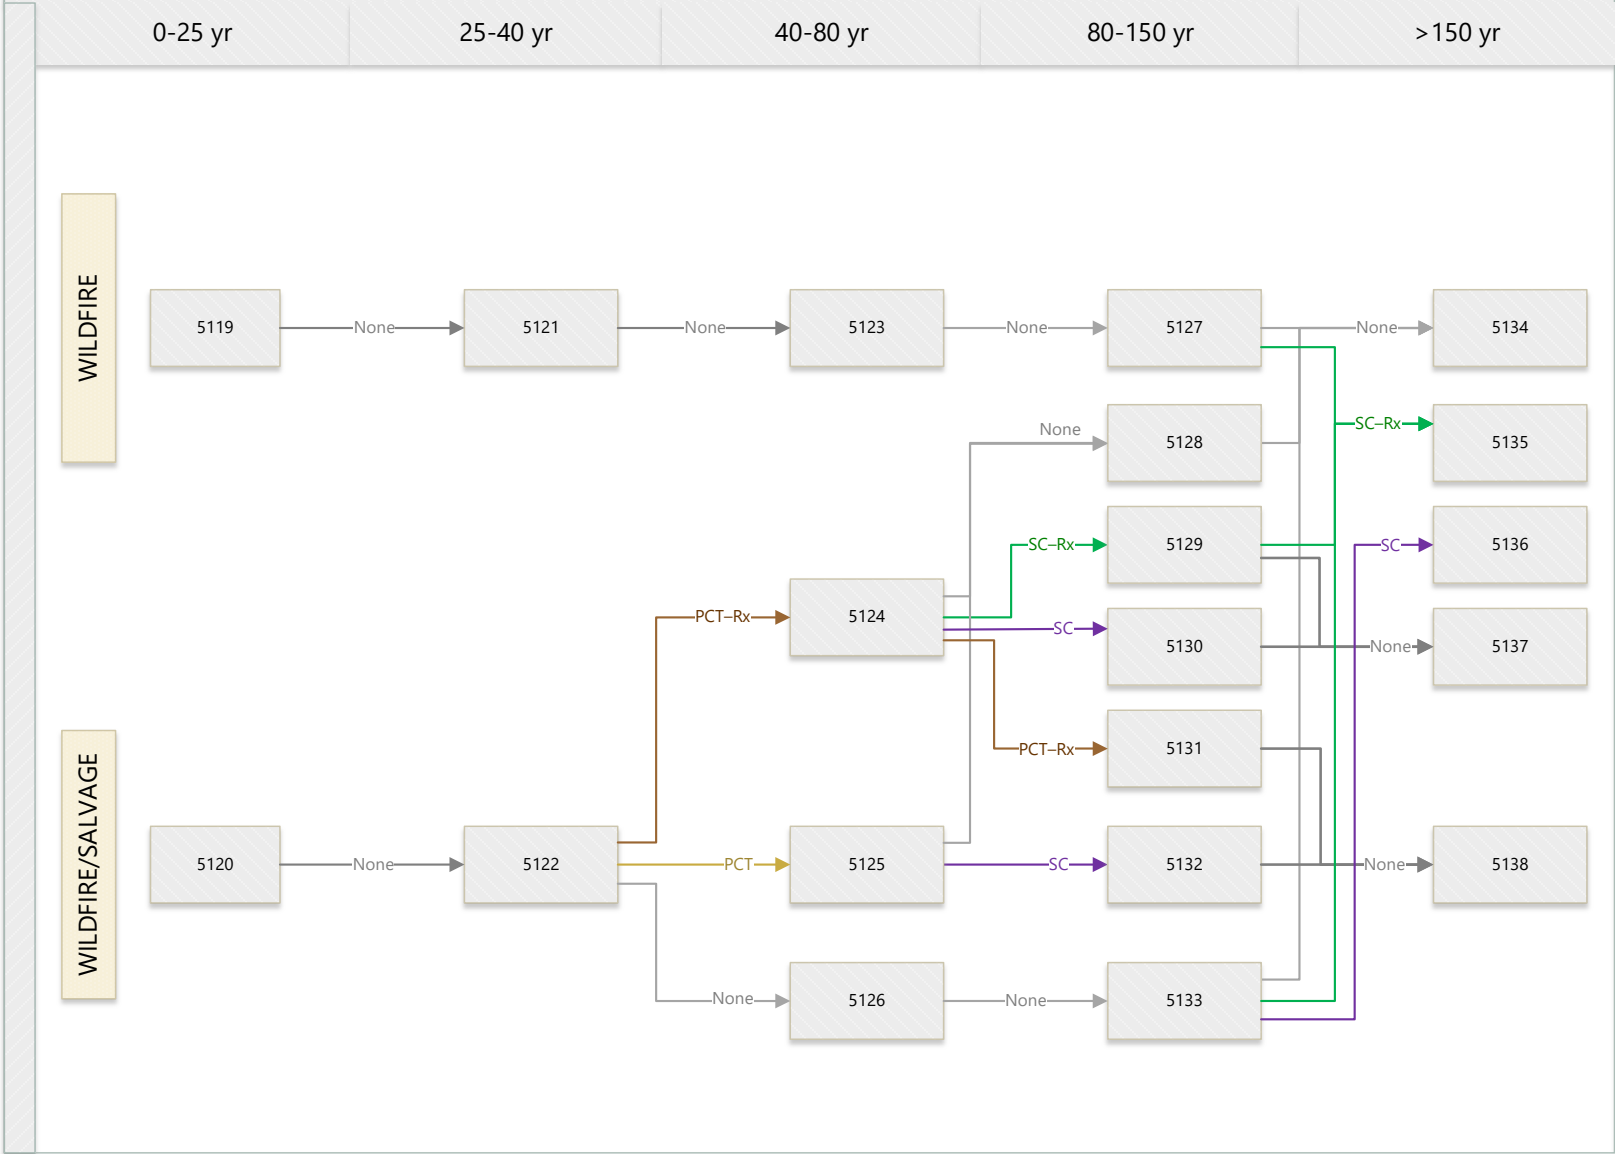 0-25 yr
25-40 yr
40-80 yr
80-150 yr
>150 yr
WILDFIRE
5119
None
5121
None
5123
None
5127
None
5134
None
5128
SC–Rx
5135
SC–Rx
5129
SC
5136
PCT–Rx
5124
SC
5130
None
5137
PCT–Rx
5131
WILDFIRE/SALVAGE
5120
None
5122
PCT
5125
SC
5132
None
5138
None
5126
None
5133